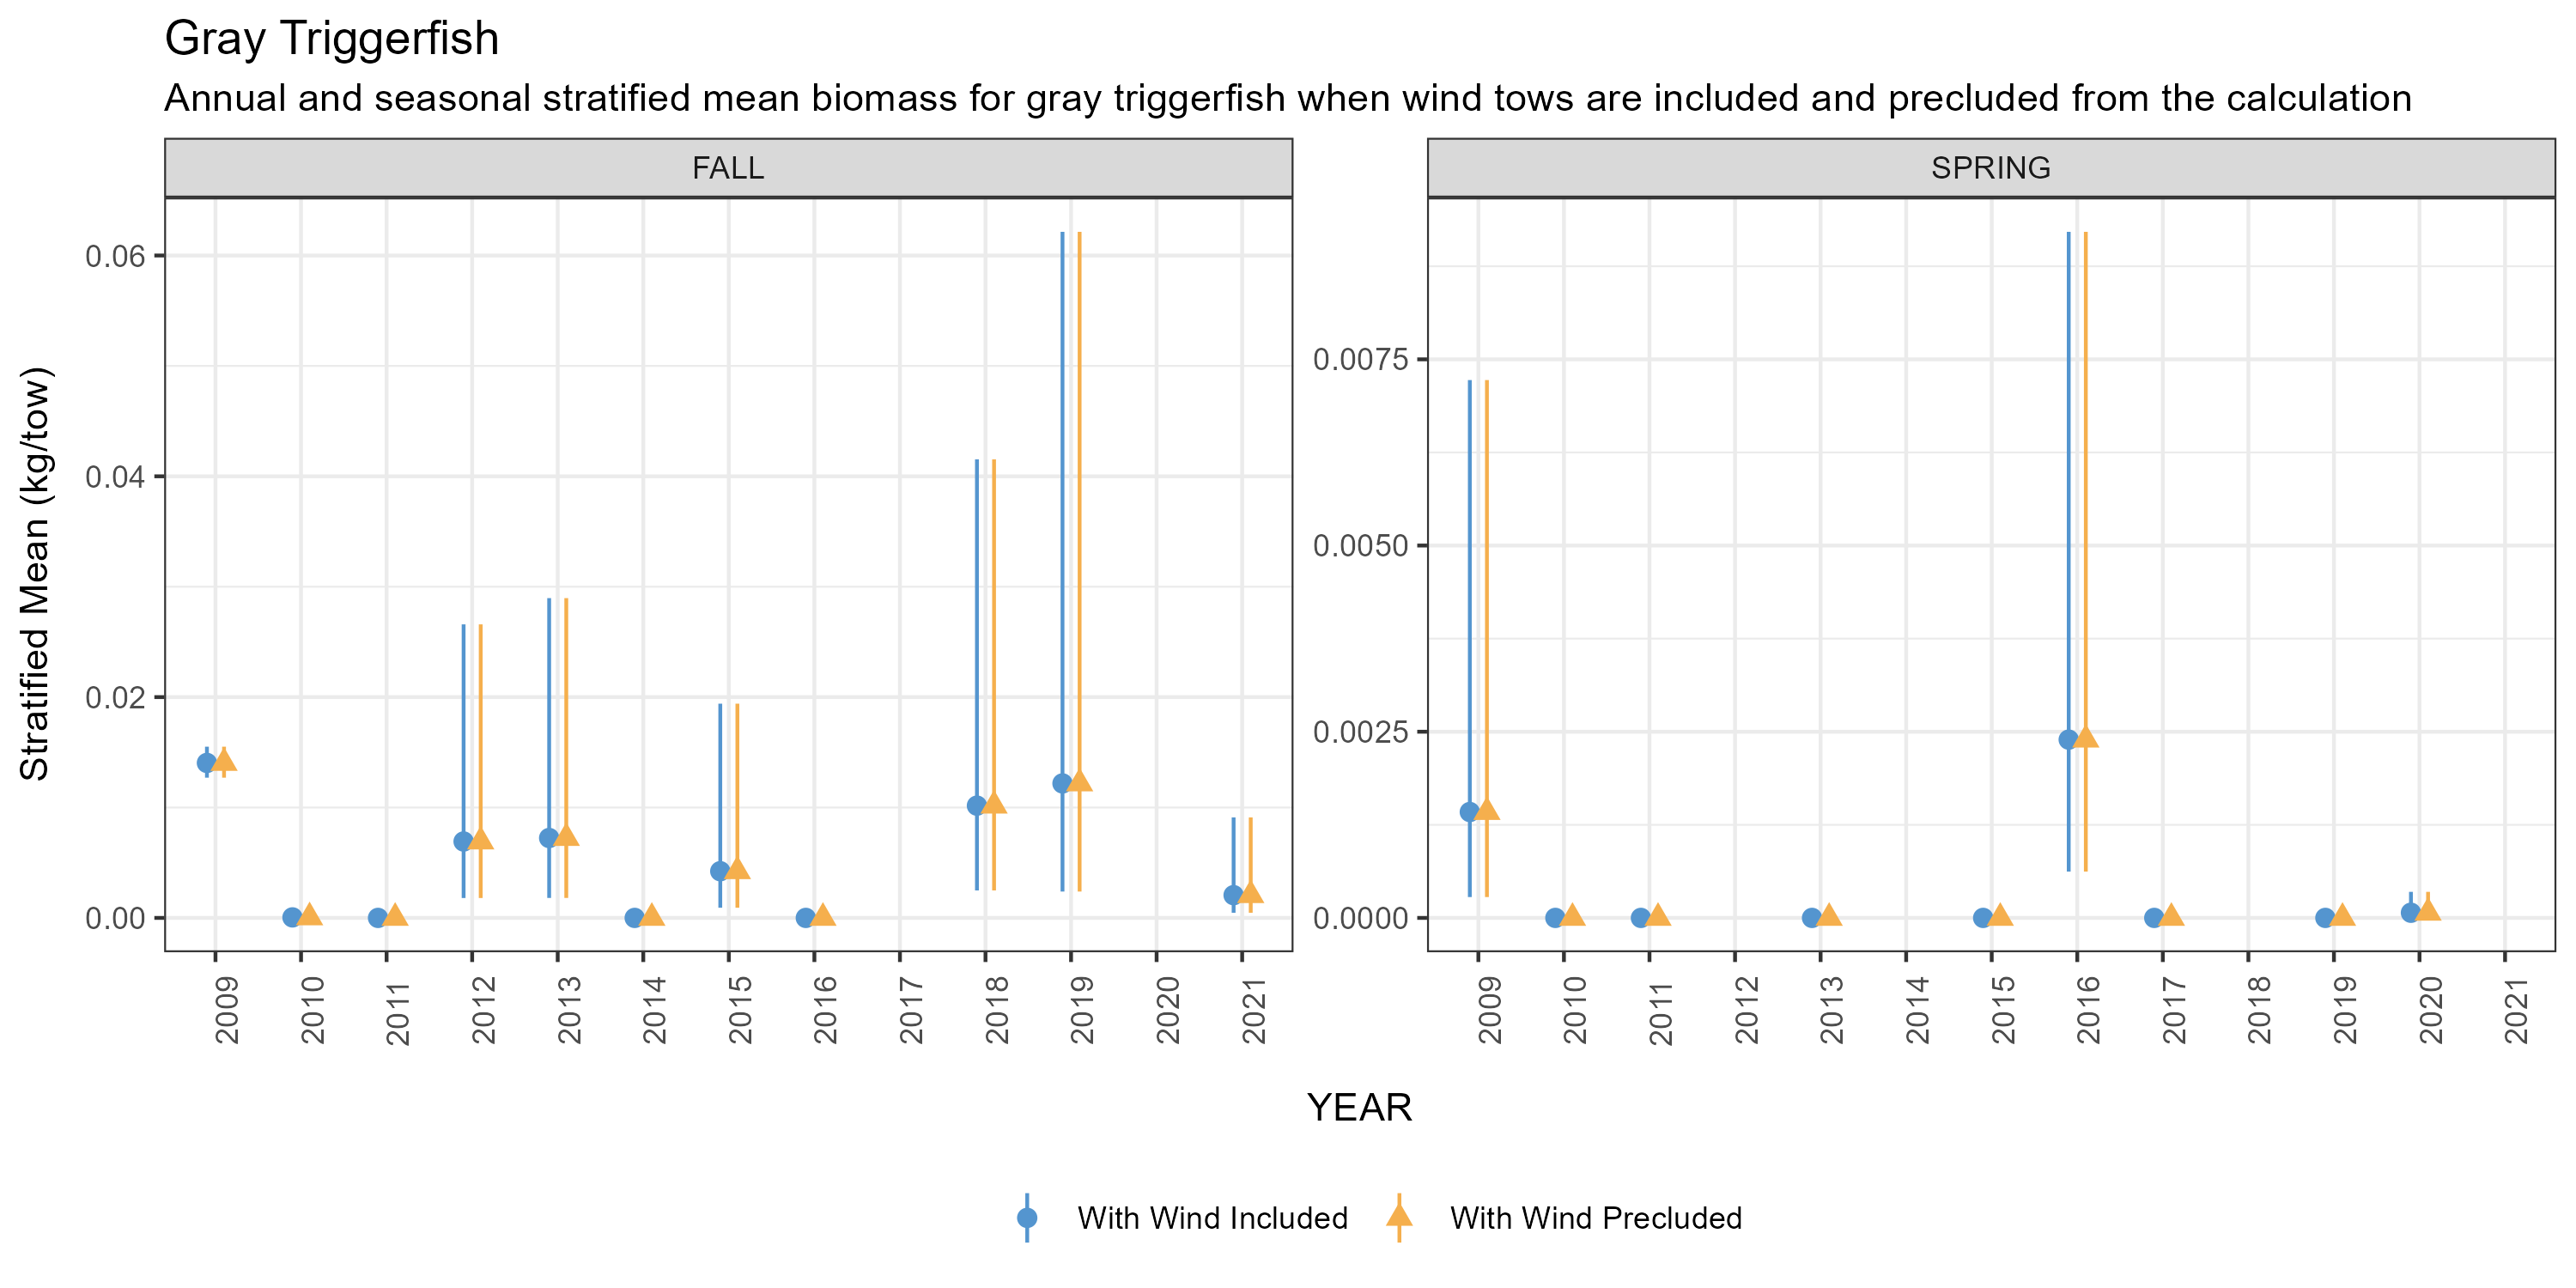 Gray Triggerfish
Annual and seasonal stratified mean biomass for gray triggerfish when wind tows are included and precluded from the calculation
FALL
SPRING
Stratified Mean (kg/tow)
0.06
0.04
0.02
0.00
0.0075
0.0050
0.0025
0.0000
2009 2010 2011 2012 2013 2014 2015 2016 2017 2018 2019 2020 2021
2009 2010 2011 2012 2013 2014 2015 2016 2017 2018 2019 2020 2021
YEAR
With Wind Included With Wind Precluded